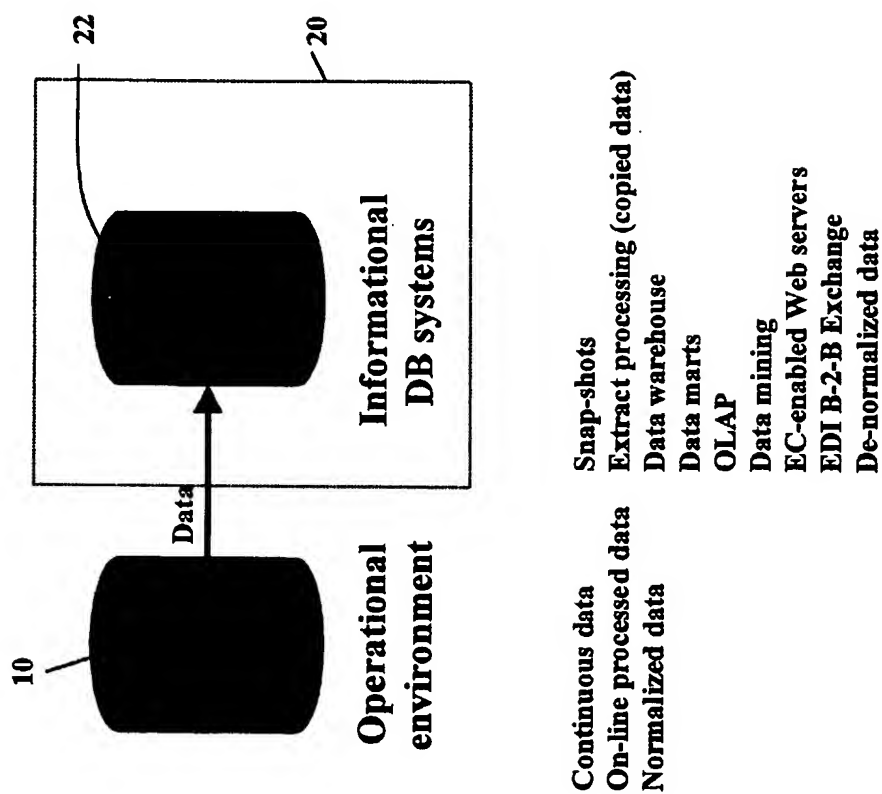 10
22
20
Data
Operational
environment
Informational
DB systems
Continuous data
On-line processed data
Normalized data
Snap-shots
Extract processing (copied data)
Data warehouse
Data marts
OLAP
Data mining
EC-enabled Web servers
EDI B-2-B Exchange
De-normalized data